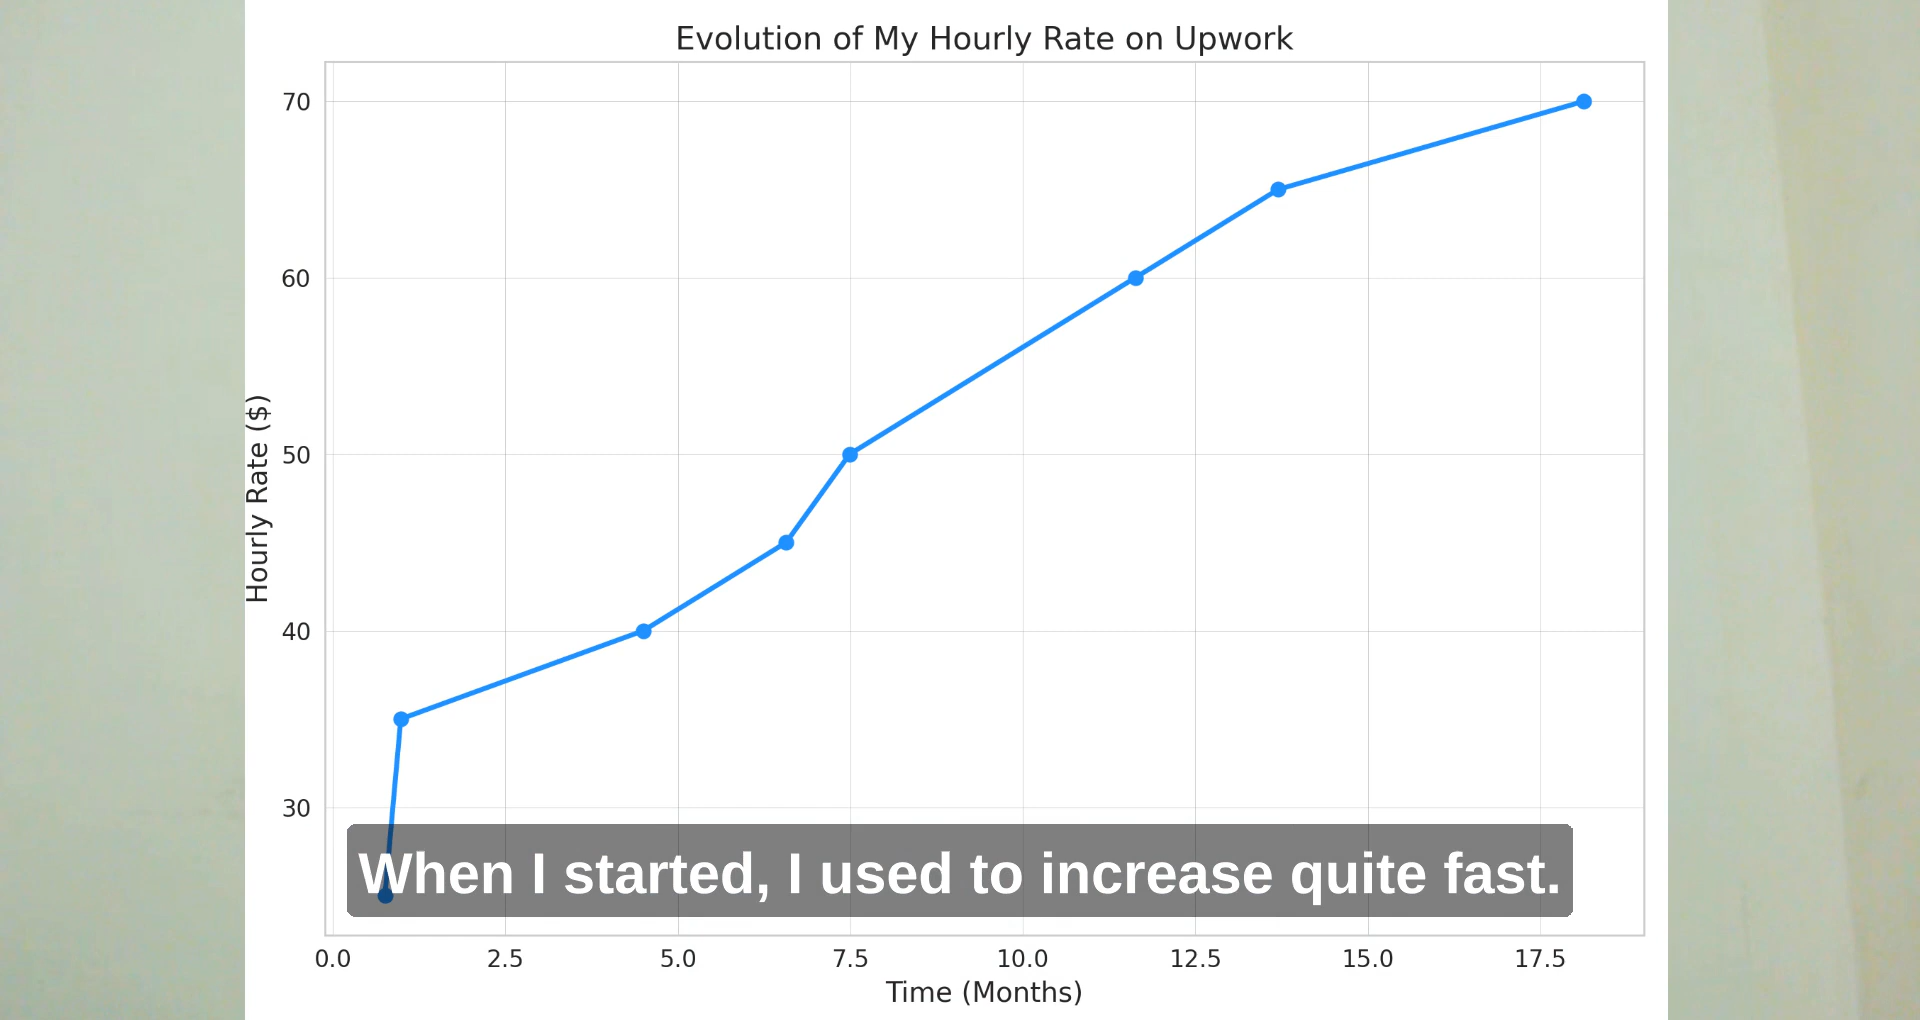 Evolution of My Hourly Rate on Upwork
70
60
50
40
30
Hourly Rate ($)
When I started, I used to increase quite fast.
0.0 2.5 5.0 7.5 10.0 12.5 15.0 17.5
Time (Months)